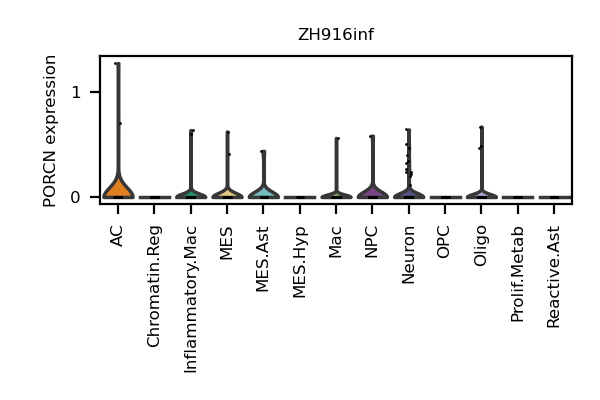 ZH916inf
PORCN expression
1
0
AC
Chromatin.Reg
Inflammatory.Mac
MES
MES.Ast
MES.Hyp
Mac
NPC
Neuron
OPC
Oligo
Prolif.Metab
Reactive.Ast